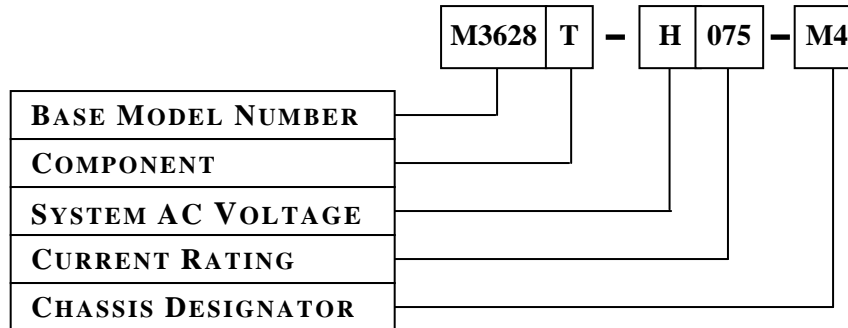 M3628 T – H 075 – M4
BASE MODEL NUMBER
COMPONENT
SYSTEM AC VOLTAGE
CURRENT RATING
CHASSIS DESIGNATOR